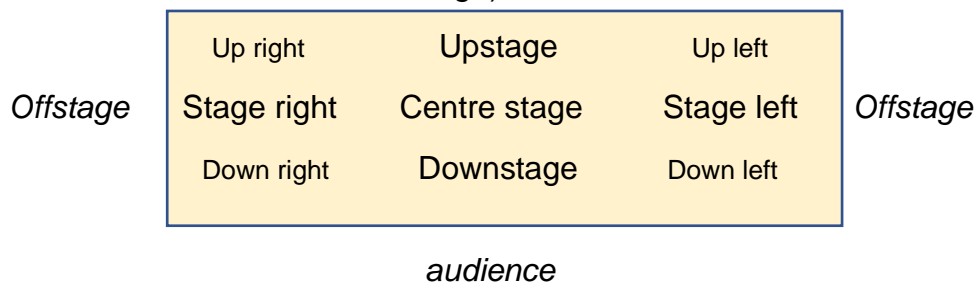 Up right Upstage Up left
Offstage Stage right Centre stage Stage left Offstage
Down right Downstage Down left
audience